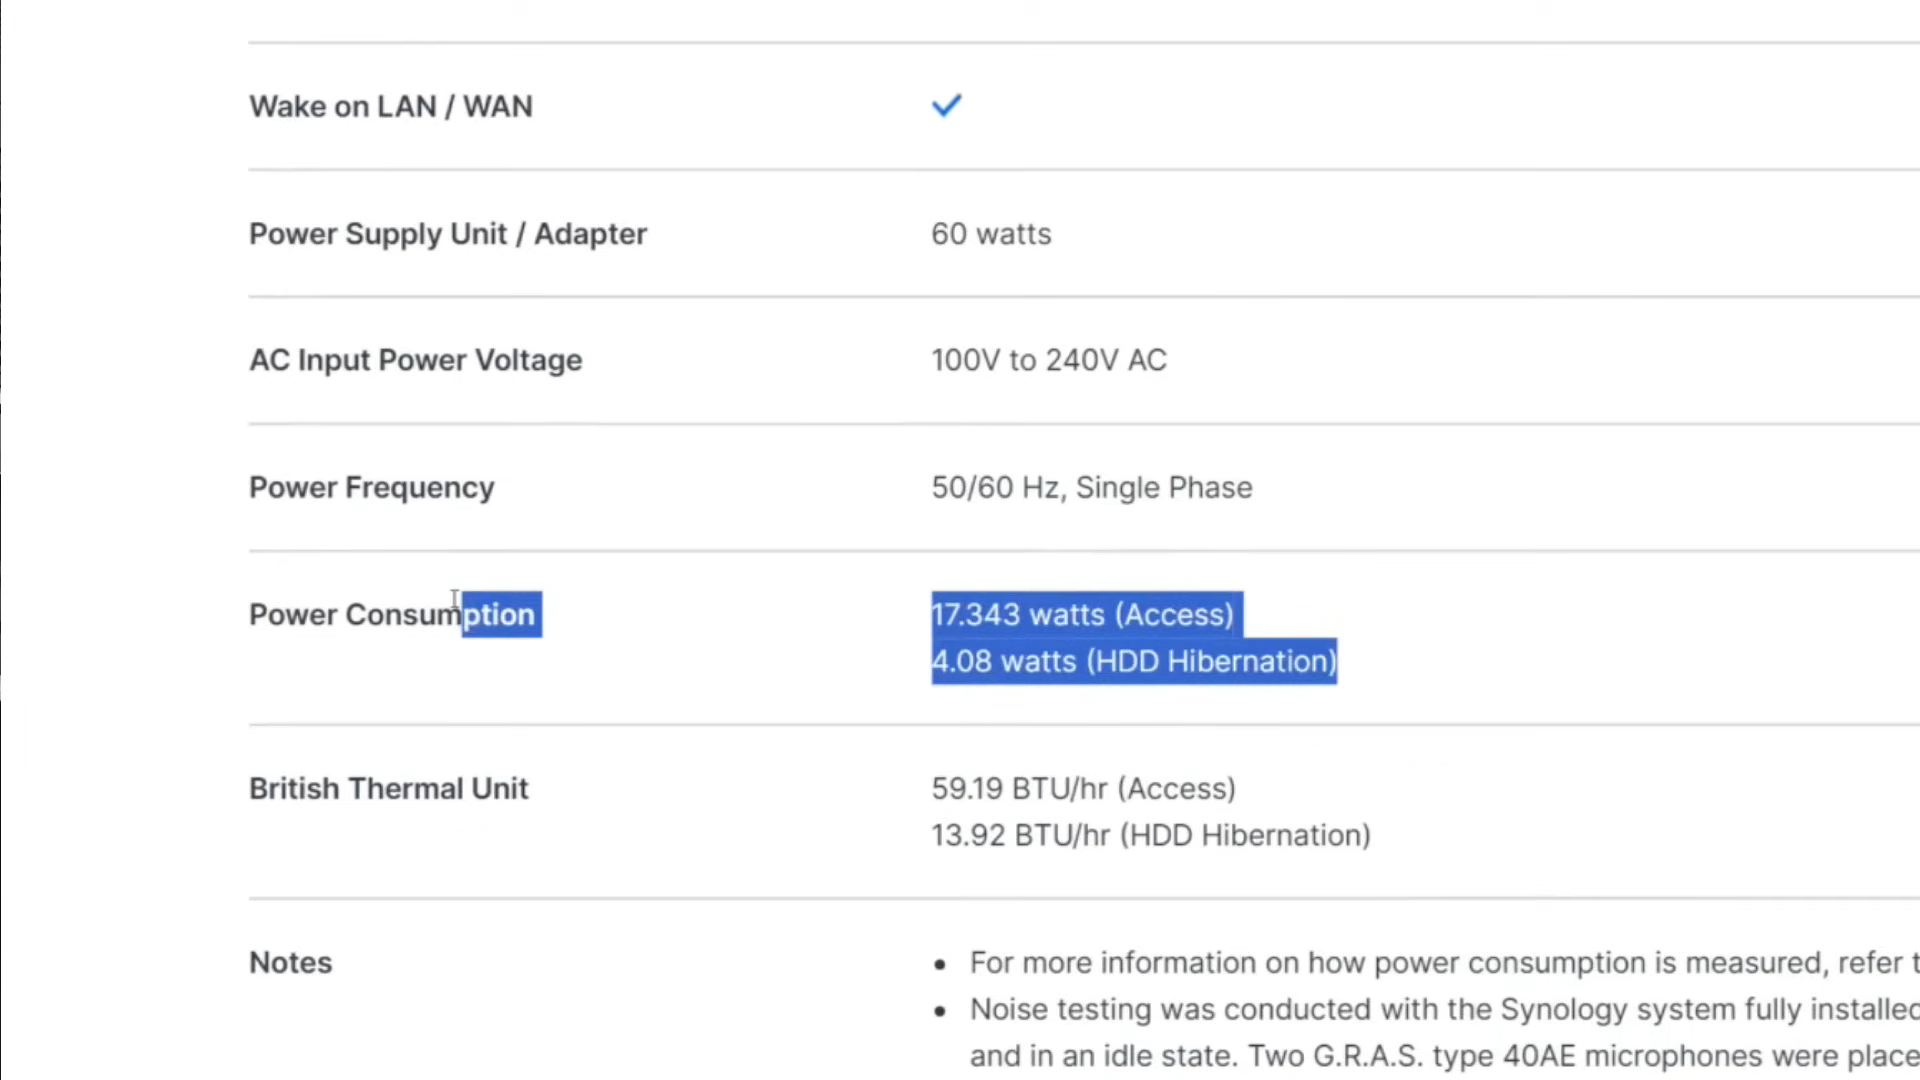 Wake on LAN / WAN
Power Supply Unit / Adapter 60 watts
AC Input Power Voltage 100V to 240V AC
Power Frequency 50/60 Hz, Single Phase
Power Consumption 17.343 watts (Access)
4.08 watts (HDD Hibernation)
British Thermal Unit 59.19 BTU/hr (Access)
13.92 BTU/hr (HDD Hibernation)
Notes • For more information on how power consumption is measured, refer
• Noise testing was conducted with the Synology system fully installed
and in an idle state. Two G.R.A.S. type 40AE microphones were place